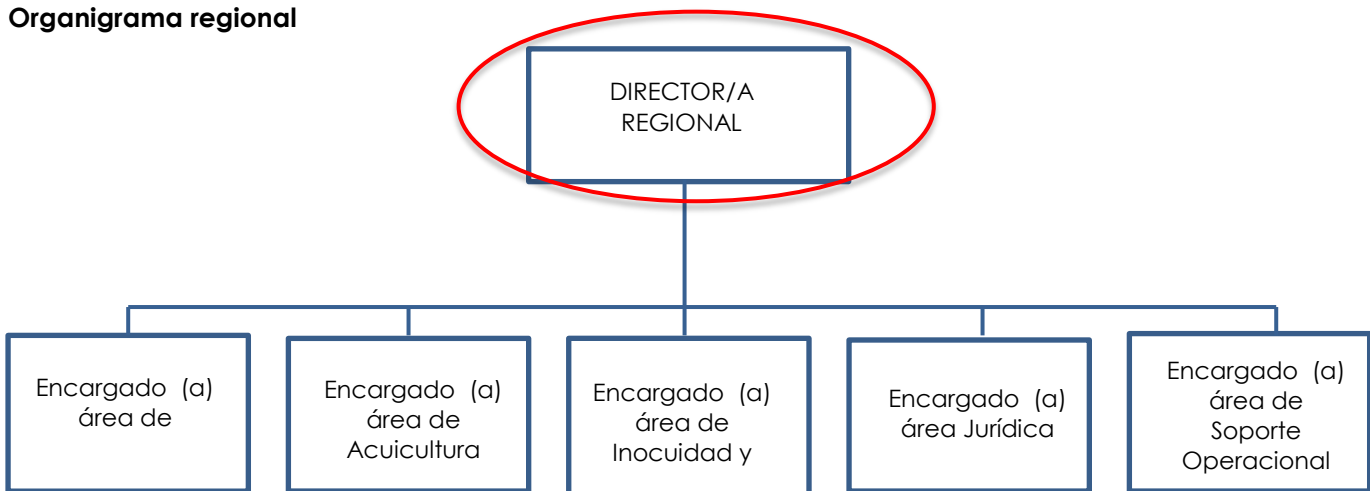 Organigrama regional
DIRECTOR/A
REGIONAL
Encargado (a)
área de
Encargado (a)
área de
Acuicultura
Encargado (a)
área de
Inocuidad y
Encargado (a)
área Jurídica
Encargado (a)
área de
Soporte
Operacional